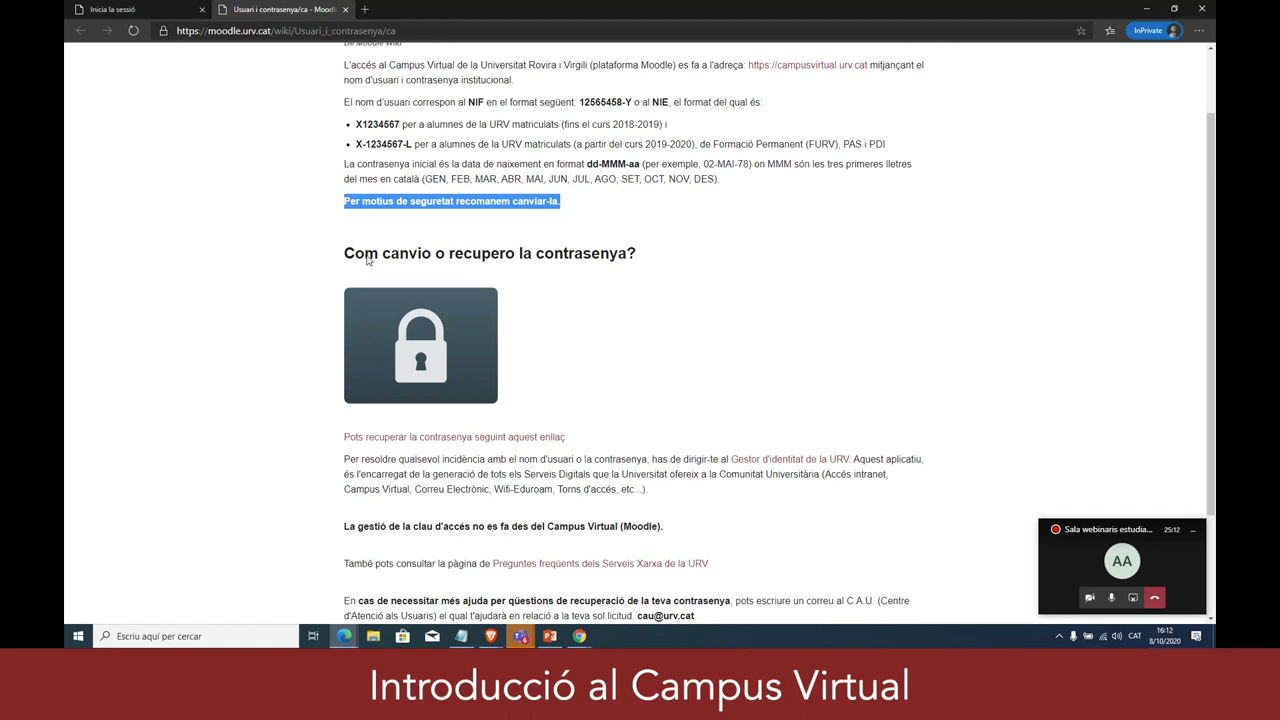 Inicia la sessió
Usuari i contrasenya/ca - Moodl
https://moodle.urv.cat/wiki/Usuari_i_contrasenya/ca
InPrivate
De Moodle Wiki
L'accés al Campus Virtual de la Universitat Rovira i Virgili (plataforma Moodle) es fa a l'adreça: https://campusvirtual.urv.cat mitjançant el
nom d'usuari i contrasenya institucional.
El nom d'usuari correspon al NIF en el format següent: 12565458-Y o al NIE, el format del qual és:
• X1234567 per a alumnes de la URV matriculats (fins el curs 2018-2019) i
• X-1234567-L per a alumnes de la URV matriculats (a partir del curs 2019-2020), de Formació Permanent (FURV), PAS i PDI
La contrasenya inicial és la data de naixement en format dd-MMM-aa (per exemple, 02-MAI-78) on MMM són les tres primeres lletres
del mes en català (GEN, FEB, MAR, ABR, MAI, JUN, JUL, AGO, SET, OCT, NOV, DES).
Per motius de seguretat recomanem canviar-la.
Com canvio o recupero la contrasenya?
Pots recuperar la contrasenya seguint aquest enllaç
Per resoldre qualsevol incidència amb el nom d'usuari o la contrasenya, has de dirigir-te al Gestor d'identitat de la URV. Aquest aplicatiu,
és l'encarregat de la generació de tots els Serveis Digitals que la Universitat ofereix a la Comunitat Universitària (Accés intranet,
Campus Virtual, Correu Electrònic, Wifi-Eduroam, Torns d'accés, etc...).
La gestió de la clau d'accés no es fa des del Campus Virtual (Moodle).
També pots consultar la pàgina de Preguntes freqüents dels Serveis Xarxa de la URV
En cas de necessitar més ajuda per qüestions de recuperació de la teva contrasenya, pots escriure un correu al C.A.U. (Centre
d'Atenció als Usuaris) el qual t'ajudarà en relació a la teva sol.licitud. cau@urv.cat
Sala webinaris estudia... 25:12
AA
Escriu aquí per cercar
CAT
16:12
8/10/2020
Introducció al Campus Virtual